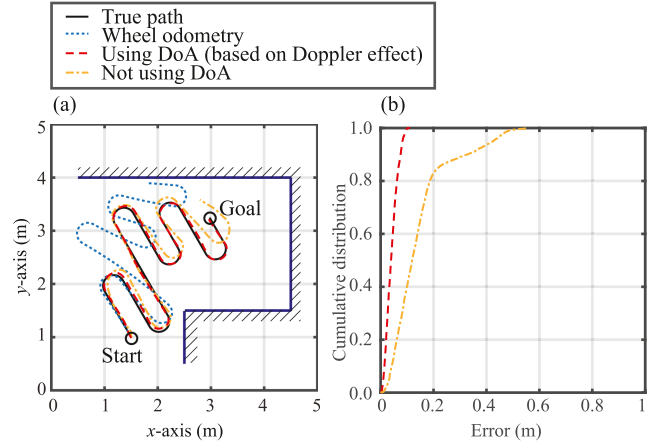 True path
Wheel odometry
Using DoA (based on Doppler effect)
Not using DoA
(a)
(b)
5
4
3
2
1
0
y-axis (m)
Goal
Start
0 1 2 3 4 5
x-axis (m)
1.0
0.8
0.6
0.4
0.2
0.0
Cumulative distribution
0 0.2 0.4 0.6 0.8 1
Error (m)